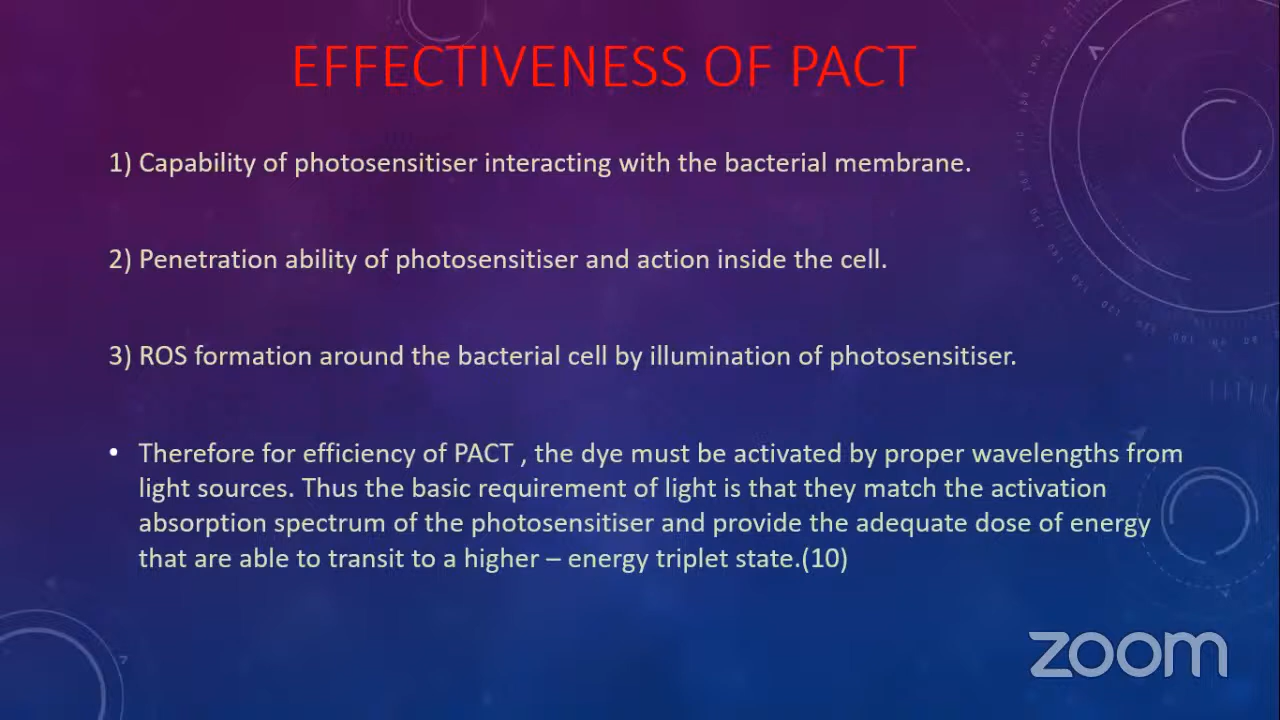 EFFECTIVENESS OF PACT
1) Capability of photosensitiser interacting with the bacterial membrane.
2) Penetration ability of photosensitiser and action inside the cell.
3) ROS formation around the bacterial cell by illumination of photosensitiser.
• Therefore for efficiency of PACT , the dye must be activated by proper wavelengths from
light sources. Thus the basic requirement of light is that they match the activation
absorption spectrum of the photosensitiser and provide the adequate dose of energy
that are able to transit to a higher – energy triplet state.(10)
zoom